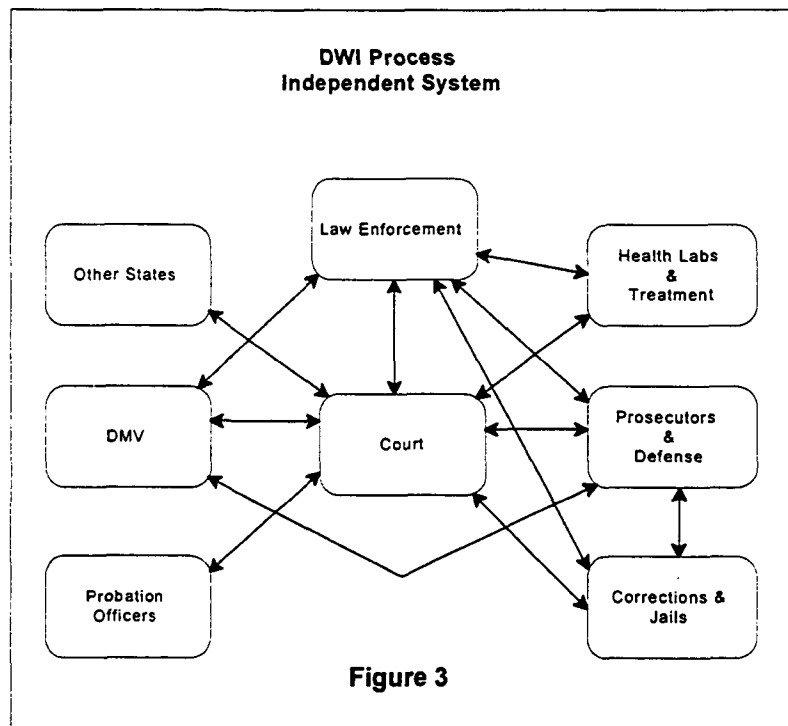 DWI Process
Independent System
Law Enforcement
Other States
Health Labs
&
Treatment
DMV
Court
Prosecutors
&
Defense
Probation
Officers
Corrections &
Jails
Figure 3